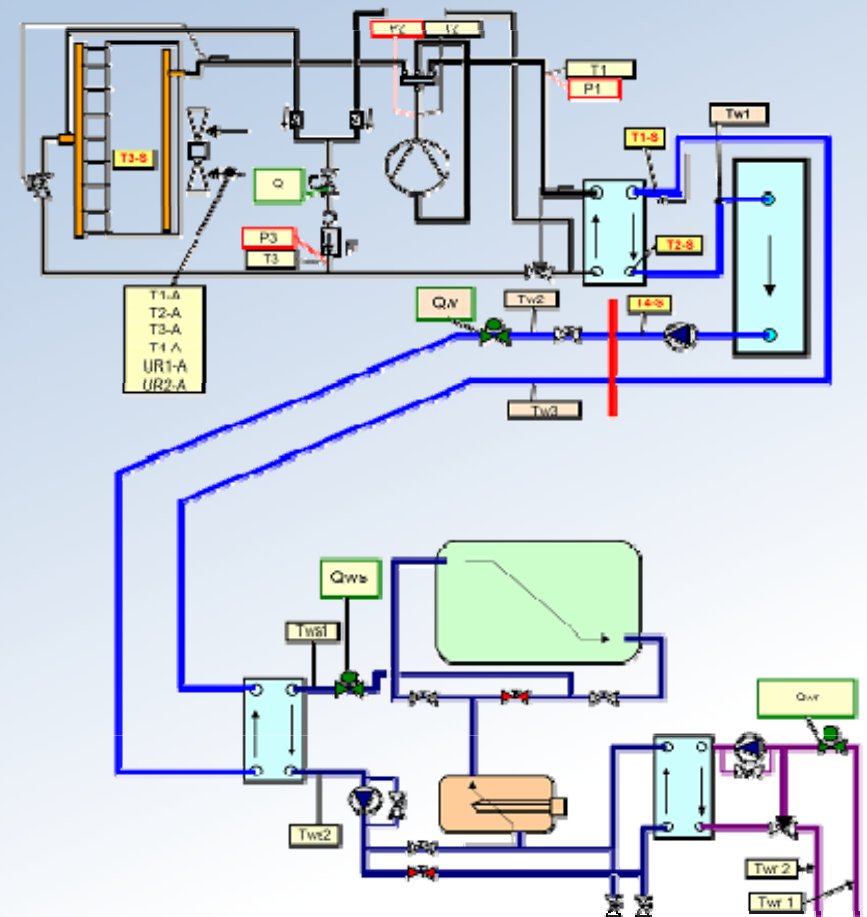 T2
T1
P1
Tw1
T1-S
T3-S
Q
P3
T3
T2-S
T1-A
T2-A
T3-A
T4-A
UR1-A
UR2-A
Qw
Tw2
T4-S
Tw3
Qws
Tws1
Qwr
Tws2
Twr 2
Twr 1